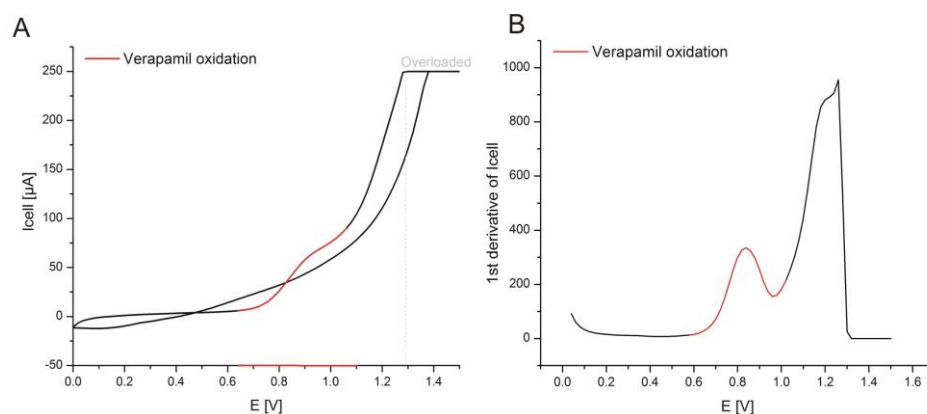 A
Verapamil oxidation
Overloaded
Icell [µA]
250
200
150
100
50
0
-50
0.0 0.2 0.4 0.6 0.8 1.0 1.2 1.4
E [V]
B
Verapamil oxidation
1st derivative of Icell
1000
800
600
400
200
0
0.0 0.2 0.4 0.6 0.8 1.0 1.2 1.4 1.6
E [V]